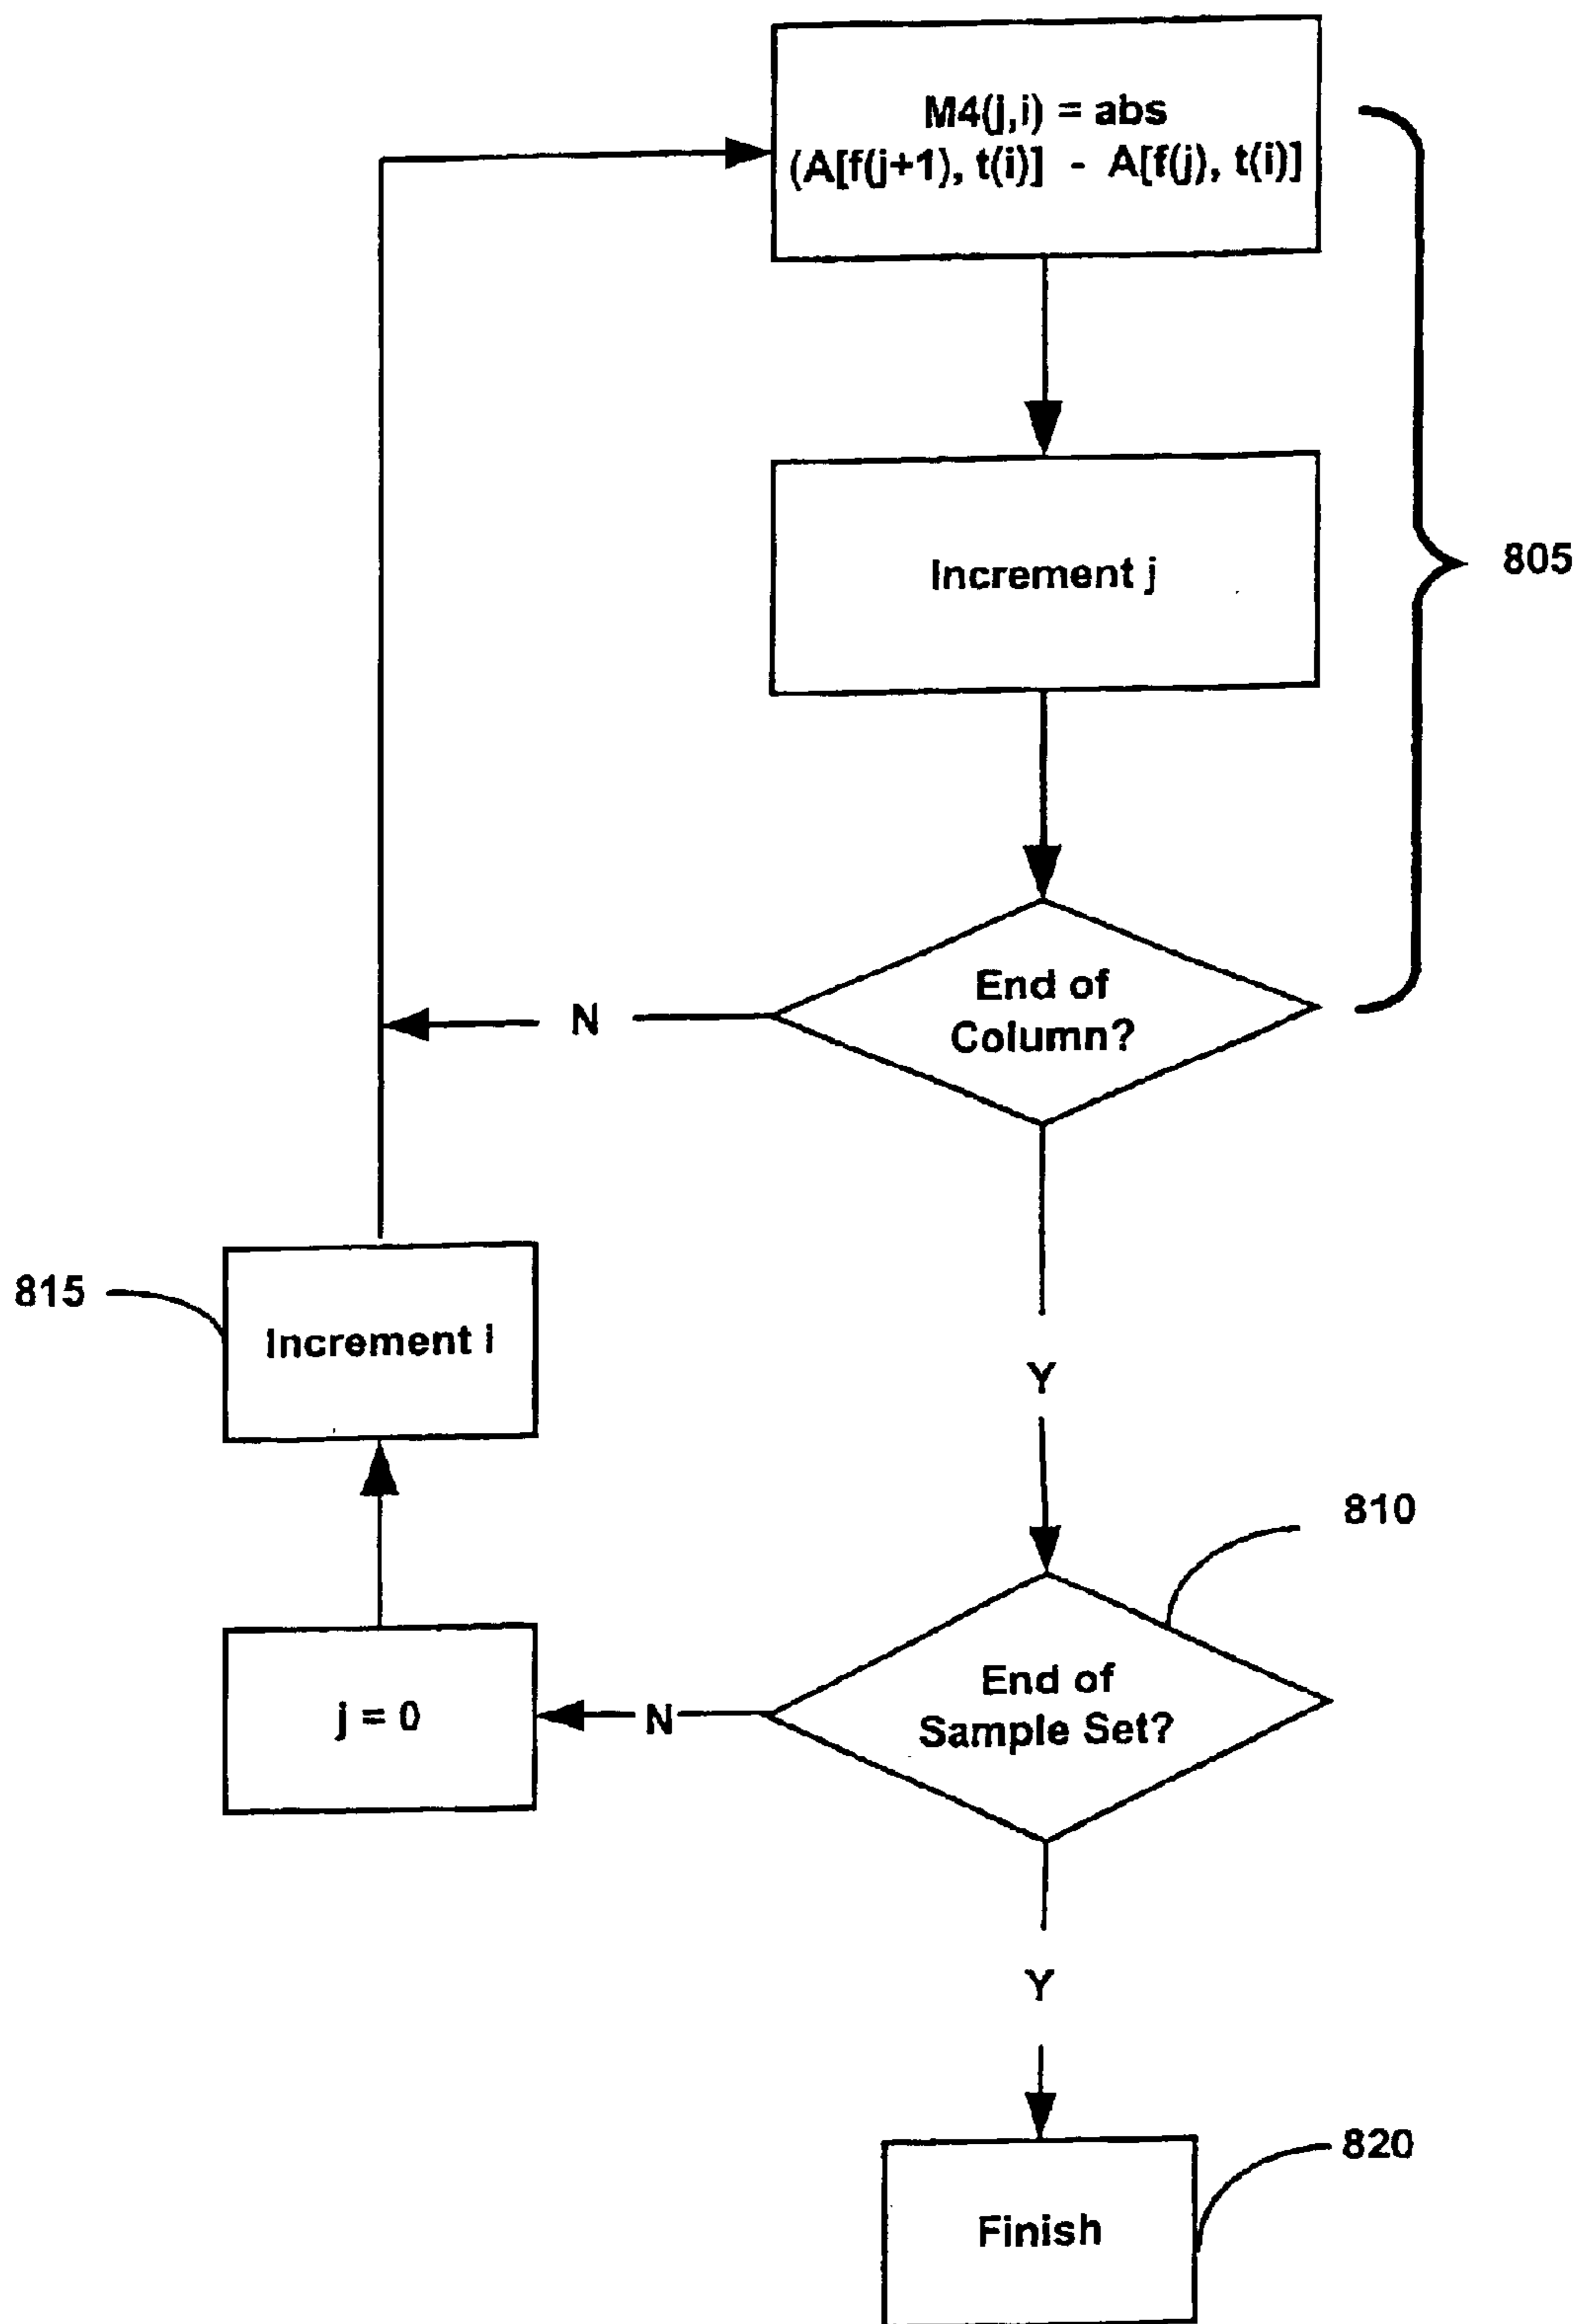 M4(j,i) = abs
(A[f(j+1), t(i)] - A[f(j), t(i)]
Increment j
805
End of
Column?
N
Y
815
Increment i
810
End of
Sample Set?
N
j = 0
Y
820
Finish